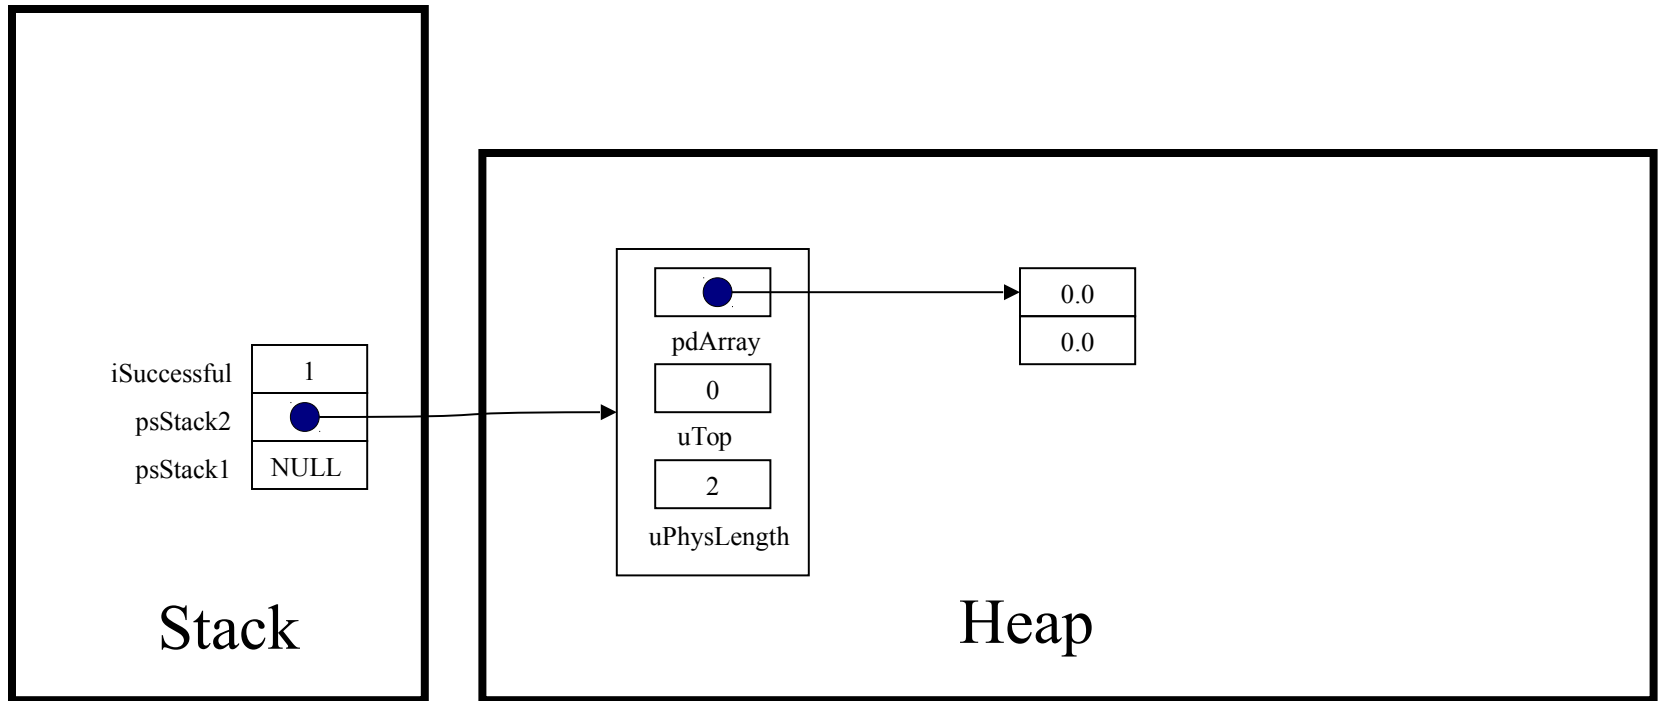 iSuccessful 1
psStack2
psStack1 NULL
Stack
pdArray
0
uTop
2
uPhysLength
0.0
0.0
Heap